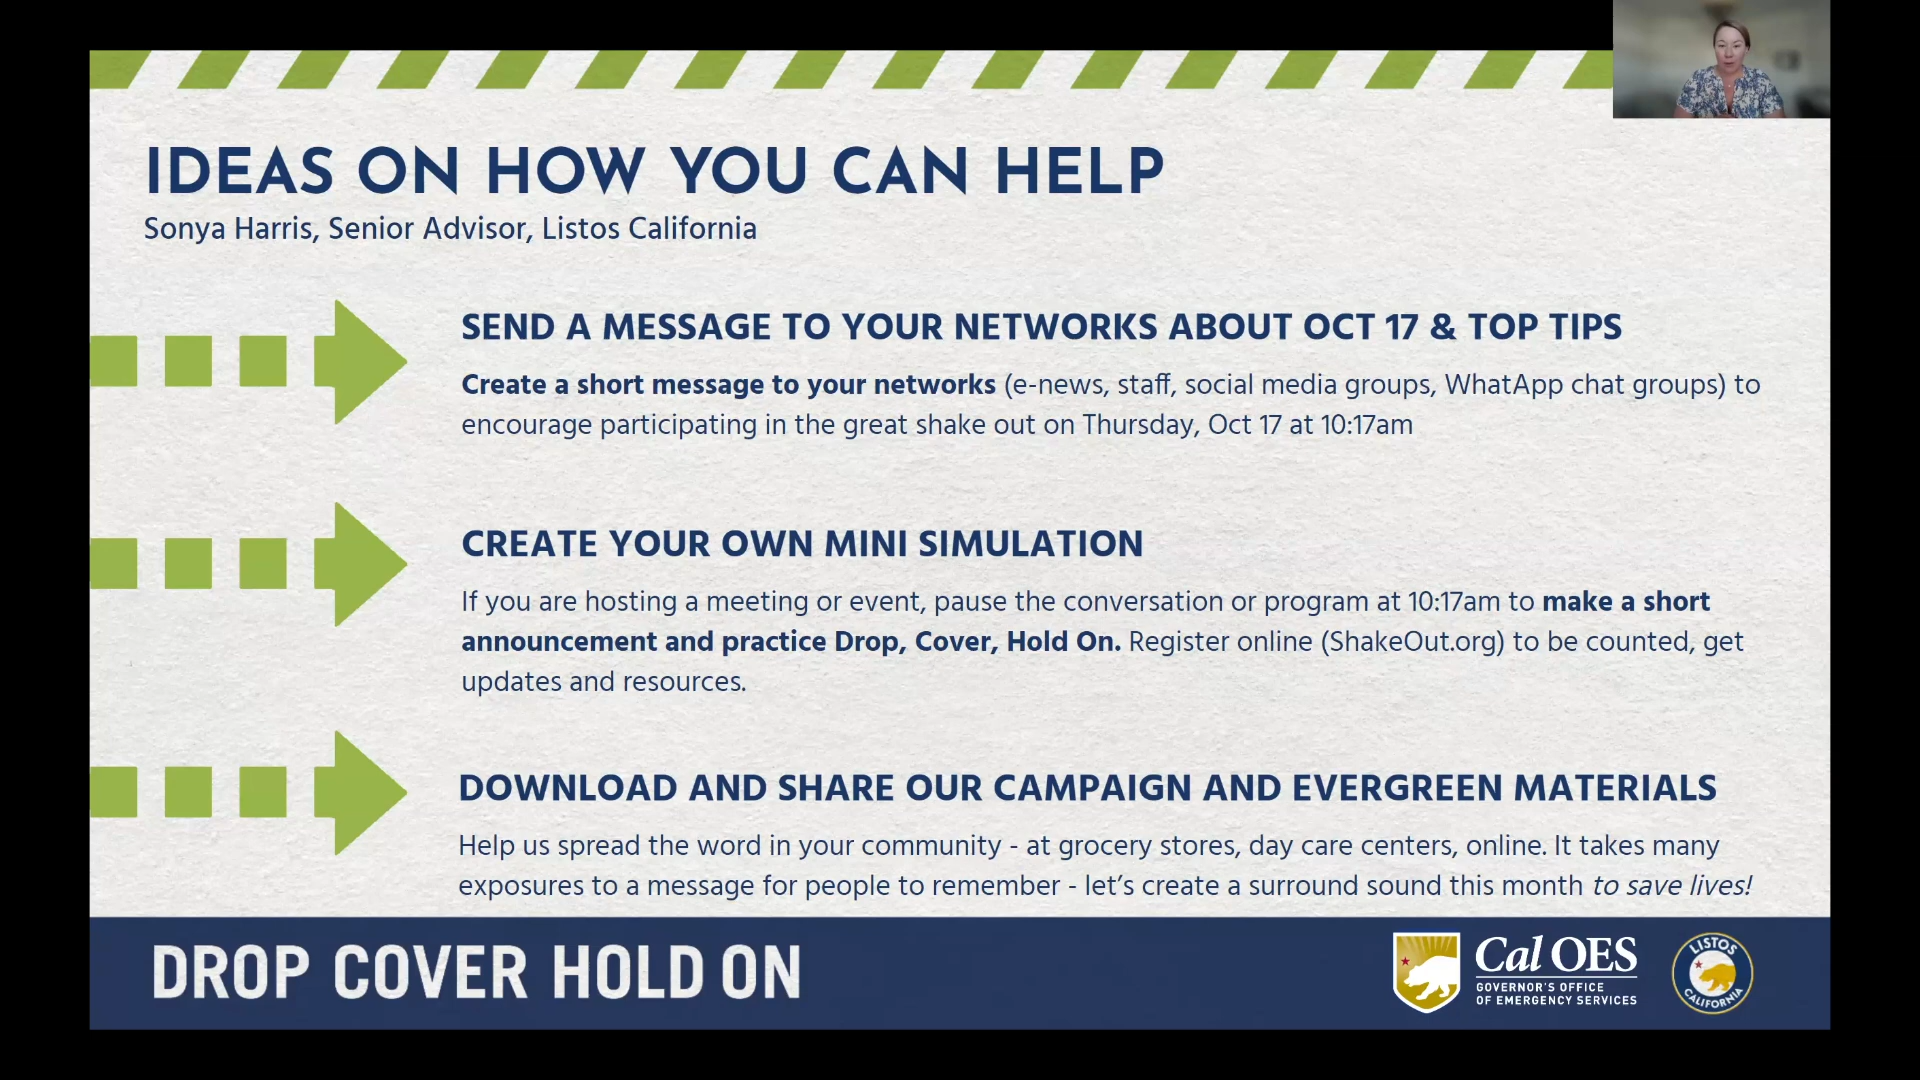 IDEAS ON HOW YOU CAN HELP
Sonya Harris, Senior Advisor, Listos California
SEND A MESSAGE TO YOUR NETWORKS ABOUT OCT 17 & TOP TIPS
Create a short message to your networks (e-news, staff, social media groups, WhatApp chat groups) to
encourage participating in the great shake out on Thursday, Oct 17 at 10:17am
CREATE YOUR OWN MINI SIMULATION
If you are hosting a meeting or event, pause the conversation or program at 10:17am to make a short
announcement and practice Drop, Cover, Hold On. Register online (ShakeOut.org) to be counted, get
updates and resources.
DOWNLOAD AND SHARE OUR CAMPAIGN AND EVERGREEN MATERIALS
Help us spread the word in your community - at grocery stores, day care centers, online. It takes many
exposures to a message for people to remember - let's create a surround sound this month to save lives!
DROP COVER HOLD ON
Cal OES
GOVERNOR'S OFFICE
OF EMERGENCY SERVICES
LISTOS
CALIFORNIA